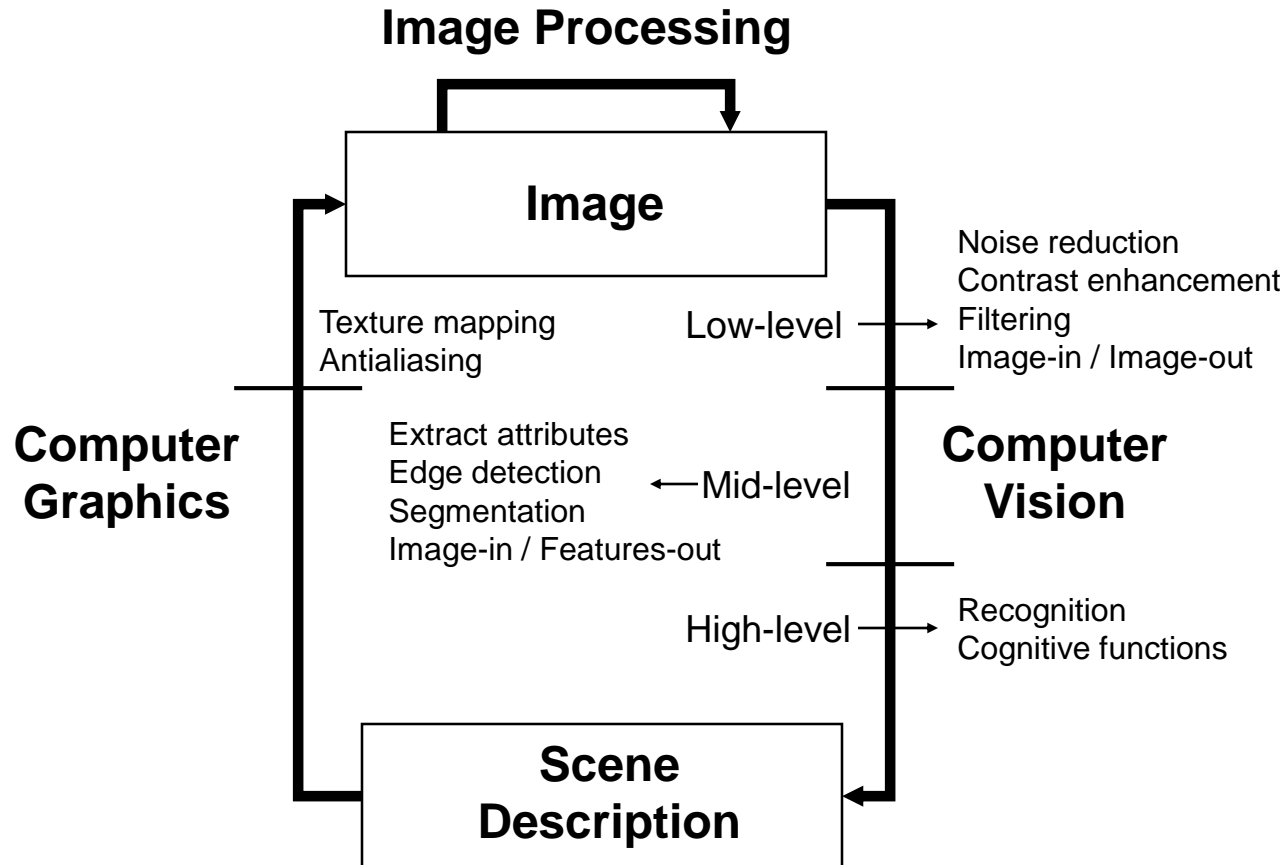 Image Processing
Image
Noise reduction
Contrast enhancement
Filtering
Image-in / Image-out
Low-level
Texture mapping
Antialiasing
Computer
Graphics
Extract attributes
Edge detection
Segmentation
Image-in / Features-out
Mid-level
Computer
Vision
High-level
Recognition
Cognitive functions
Scene
Description